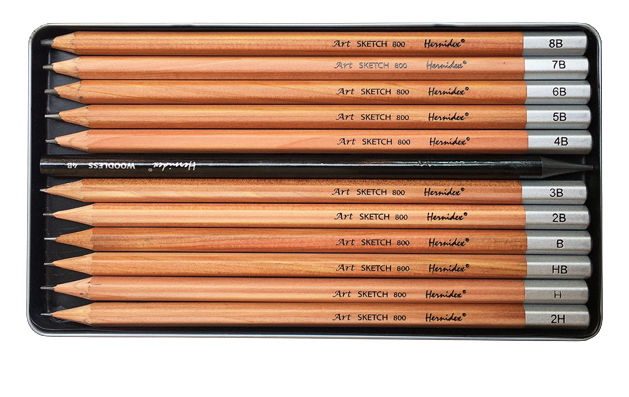 Art SKETCH 800 Hernidex® 8B
Art SKETCH 800 Hernidex® 7B
Art SKETCH 800 Hernidex® 6B
Art SKETCH 800 Hernidex® 5B
Art SKETCH 800 Hernidex® 4B
Hernidex® WOODLESS 4B
Art SKETCH 800 Hernidex® 3B
Art SKETCH 800 Hernidex® 2B
Art SKETCH 800 Hernidex® B
Art SKETCH 800 Hernidex® HB
Art SKETCH 800 Hernidex® H
Art SKETCH 800 Hernidex® 2H